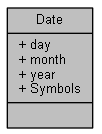 Date
+ day
+ month
+ year
+ Symbols